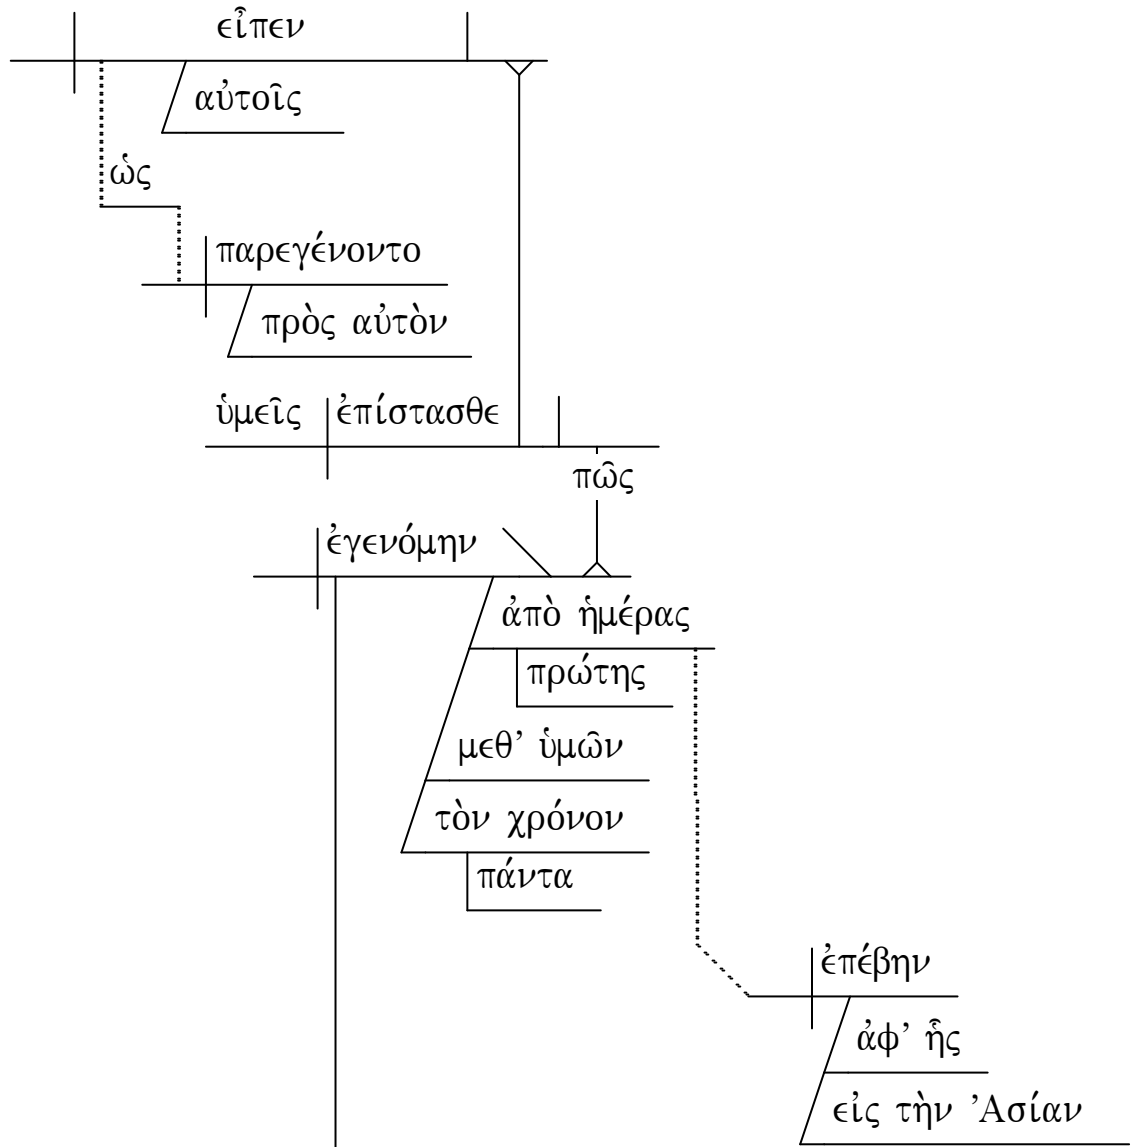 εἶπεν
αὐτοῖς
ὡς
παρεγένοντο
πρὸς αὐτὸν
ὑμεῖς ἐπίστασθε
πῶς
ἐγενόμην
ἀπὸ ἡμέρας
πρώτης
μεθ’ ὑμῶν
τὸν χρόνον
πάντα
ἐπέβην
ἀφ’ ἧς
εἰς τὴν ’Ασίαν